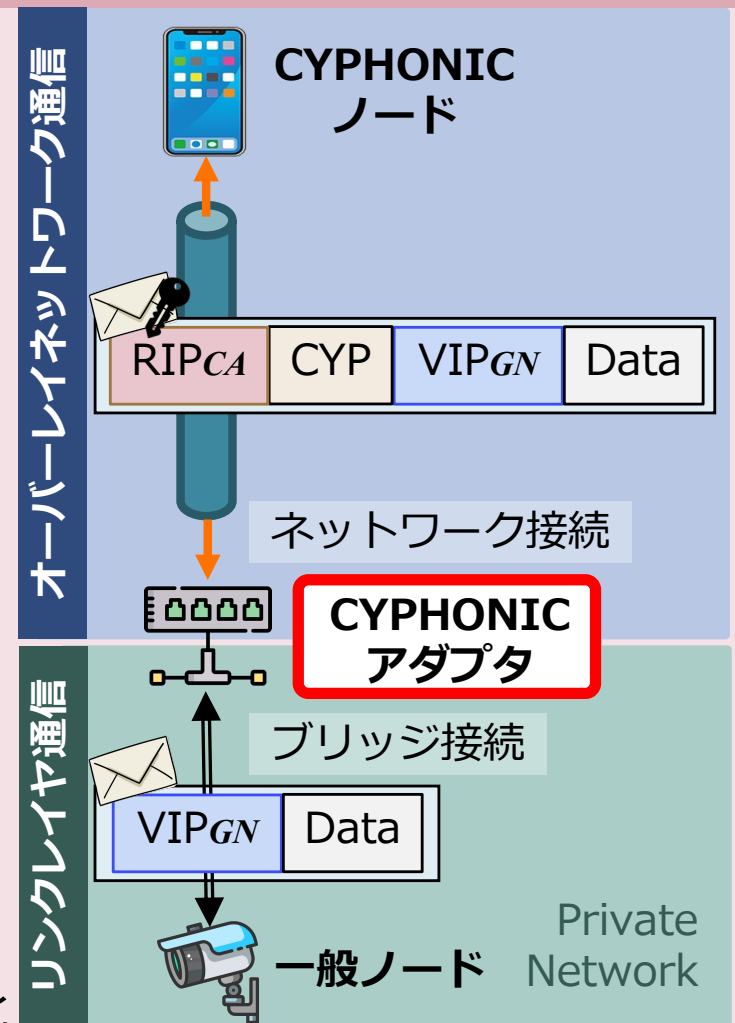 オーバーレイネットワーク通信
CYPHONIC
ノード
RIPCA CYP VIPGN Data
ネットワーク接続
CYPHONIC
アダプタ
リンクレイヤ通信
ブリッジ接続
VIPGN Data
一般ノード
Private
Network